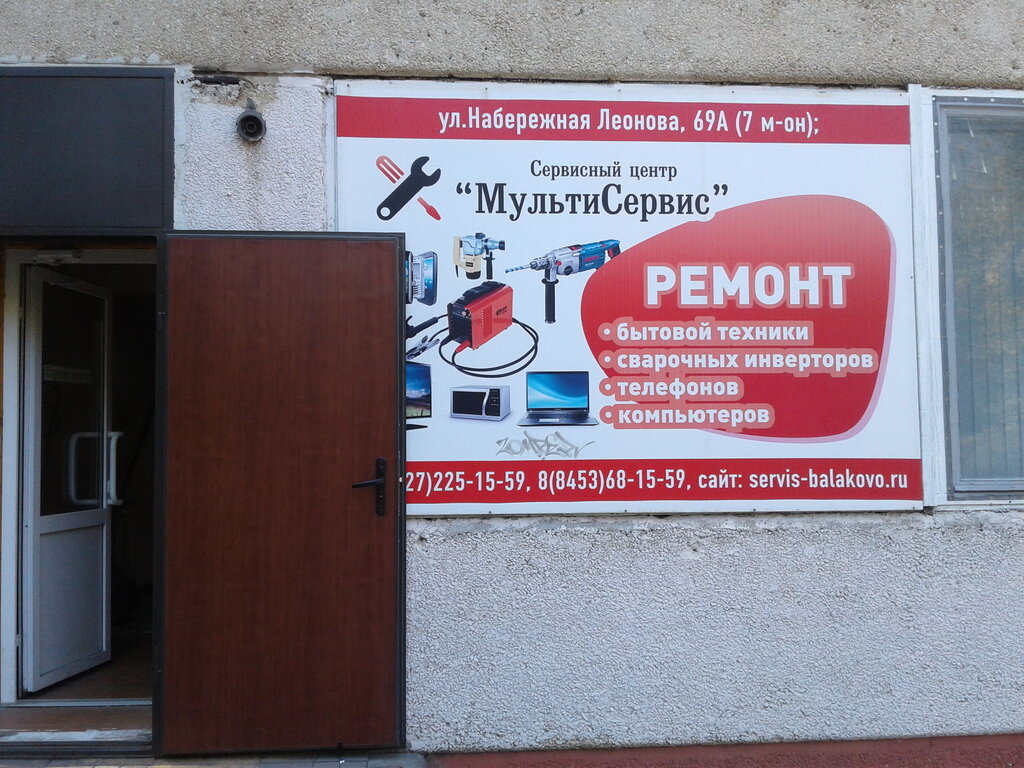 ул.Набережная Леонова, 69А (7 м-он);
Сервисный центр
“МультиСервис”
РЕМОНТ
бытовой техники
сварочных инверторов
телефонов
компьютеров
27)225-15-59, 8(8453)68-15-59, сайт: servis-balakovo.ru